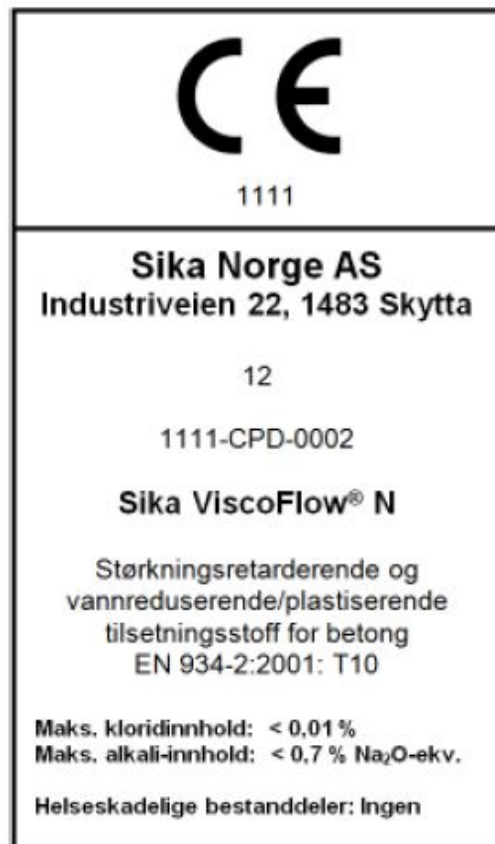 CE
1111
Sika Norge AS
Industriveien 22, 1483 Skytta
12
1111-CPD-0002
Sika ViscoFlow® N
Størkningsretarderende og
vannreduserende/plastiserende
tilsetningsstoff for betong
EN 934-2:2001: T10
Maks. kloridinnhold: < 0,01 %
Maks. alkali-innhold: < 0,7 % Na₂O-ekv.
Helseskadelige bestanddeler: Ingen